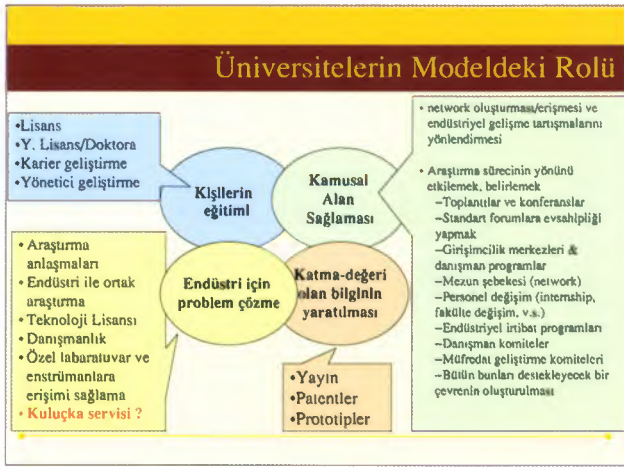 Üniversitelerin Modeldeki Rolü
•Lisans
•Y. Lisans/Doktora
•Karier geliştirme
•Yönetici geliştirme
Kişilerin
eğitimi
Kamusal
Alan
Sağlaması
• network oluşturması/erişmesi ve
endüstriyel gelişme tartışmalarını
yönlendirmesi
• Araştırma sürecinin yönünü
etkilemek, belirlemek
–Toplantılar ve konferanslar
–Standart forumlara evsahipliği
yapmak
–Girişimcilik merkezleri &
danışman programlar
–Mezun şebekesi (network)
–Personel değişim (internship,
fakülte değişim, v.s.)
–Endüstriyel irtibat programları
–Danışman komiteler
–Müfredat geliştirme komiteleri
–Bütün bunları destekleyecek bir
çevrenin oluşturulması
• Araştırma
anlaşmaları
• Endüstri ile ortak
araştırma
• Teknoloji Lisansı
• Danışmanlık
• Özel labaratuvar ve
enstrümanlara
erişimi sağlama
• Kuluçka servisi ?
Endüstri için
problem çözme
Katma-değeri
olan bilginin
yaratılması
•Yayın
•Patentler
•Prototipler